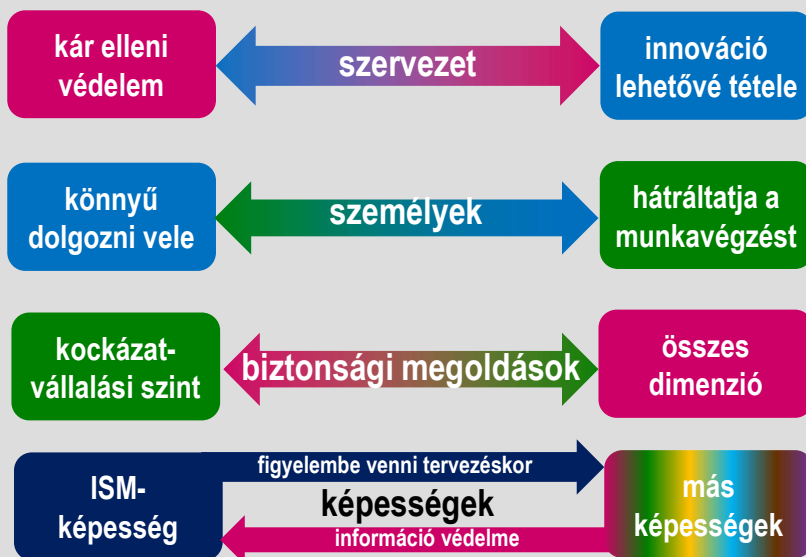 kár elleni
védelem
szervezet
innováció
lehetővé tétele
könnyű
dolgozni vele
személyek
hátráltatja a
munkavégzést
kockázat-
vállalási szint
biztonsági megoldások
összes
dimenzió
ISM-
képesség
figyelembe venni tervezéskor
képességek
információ védelme
más
képességek